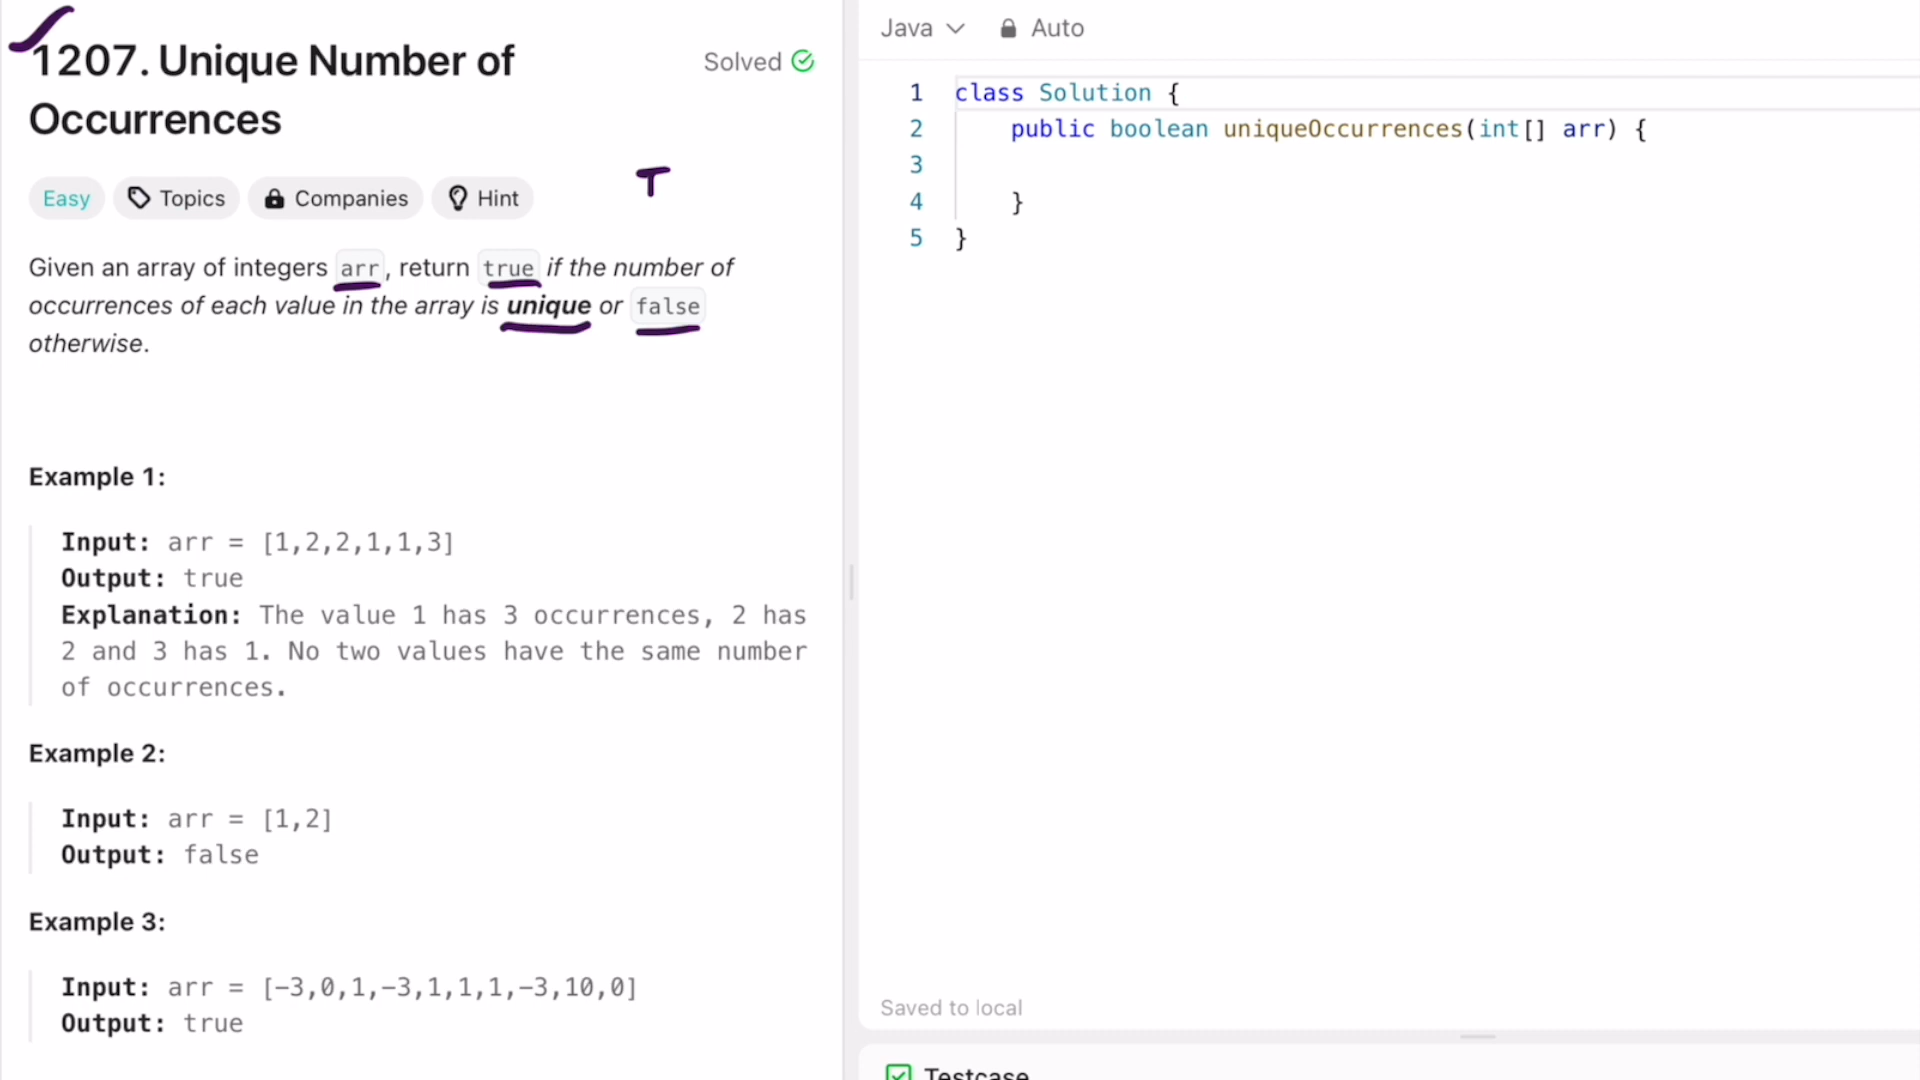 1207. Unique Number of
Occurrences
Solved
Easy
Topics
Companies
Hint
T
Given an array of integers arr, return true if the number of
occurrences of each value in the array is unique or false
otherwise.
Example 1:
Input: arr = [1,2,2,1,1,3]
Output: true
Explanation: The value 1 has 3 occurrences, 2 has
2 and 3 has 1. No two values have the same number
of occurrences.
Example 2:
Input: arr = [1,2]
Output: false
Example 3:
Input: arr = [-3,0,1,-3,1,1,1,-3,10,0]
Output: true
Java
Auto
1 class Solution {
2 public boolean uniqueOccurrences(int[] arr) {
3
4 }
5 }
Saved to local
Testcase